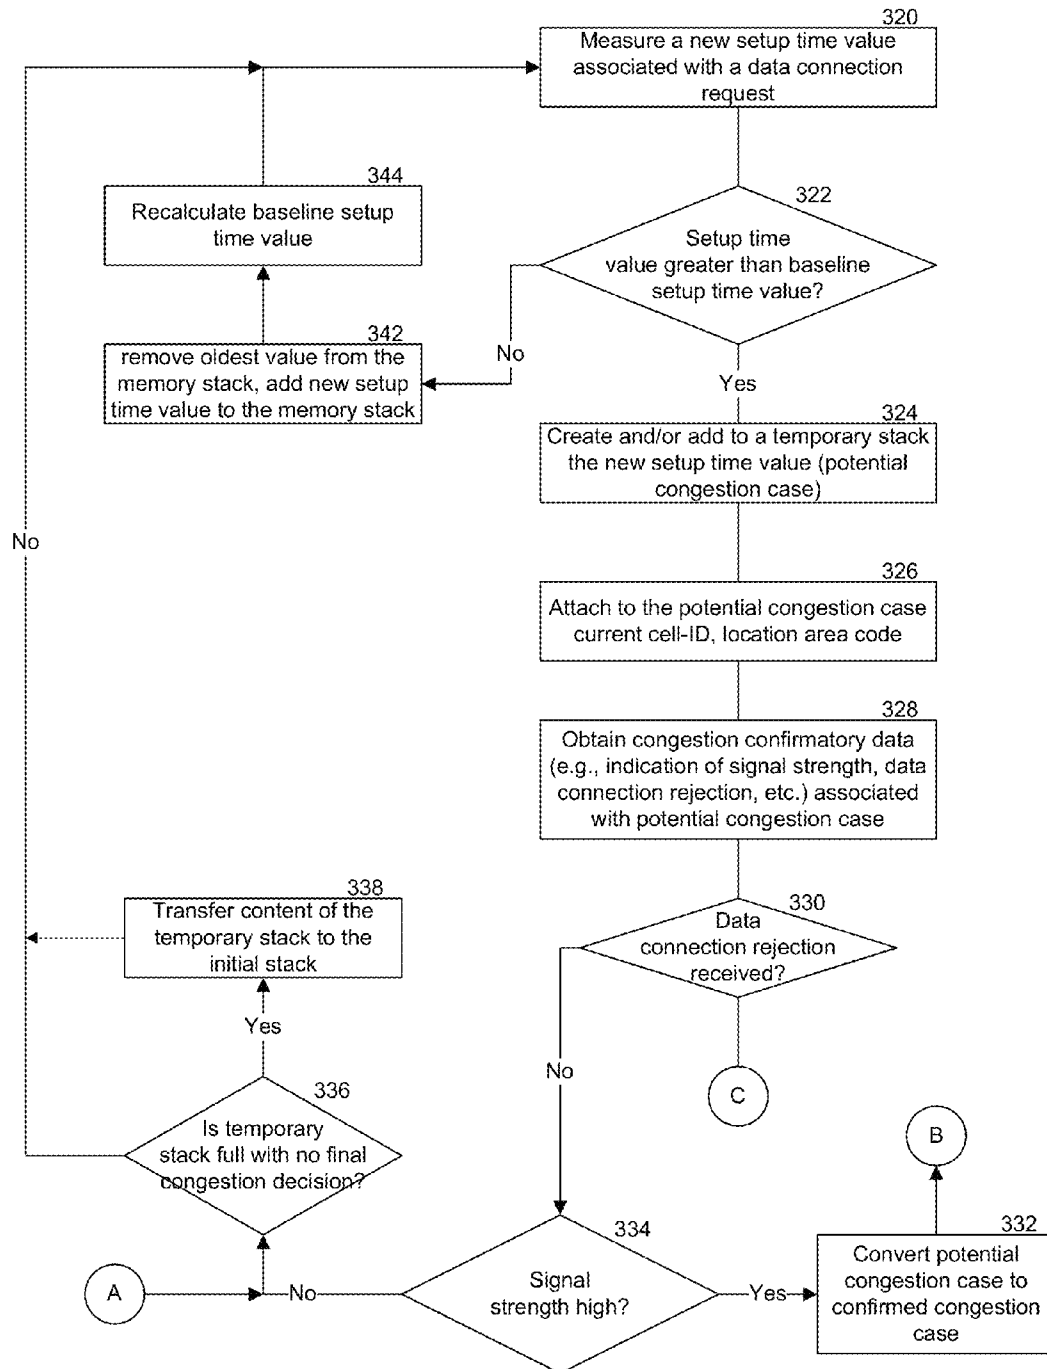 320
Measure a new setup time value
associated with a data connection
request
344
Recalculate baseline setup
time value
322
Setup time
value greater than baseline
setup time value?
342
remove oldest value from the
memory stack, add new setup
time value to the memory stack
No
Yes
324
Create and/or add to a temporary stack
the new setup time value (potential
congestion case)
No
326
Attach to the potential congestion case
current cell-ID, location area code
328
Obtain congestion confirmatory data
(e.g., indication of signal strength, data
connection rejection, etc.) associated
with potential congestion case
338
Transfer content of the
temporary stack to the
initial stack
330
Data
connection rejection
received?
Yes
No
C
336
Is temporary
stack full with no final
congestion decision?
B
334
Signal
strength high?
332
Convert potential
congestion case to
confirmed congestion
case
A
No
Yes